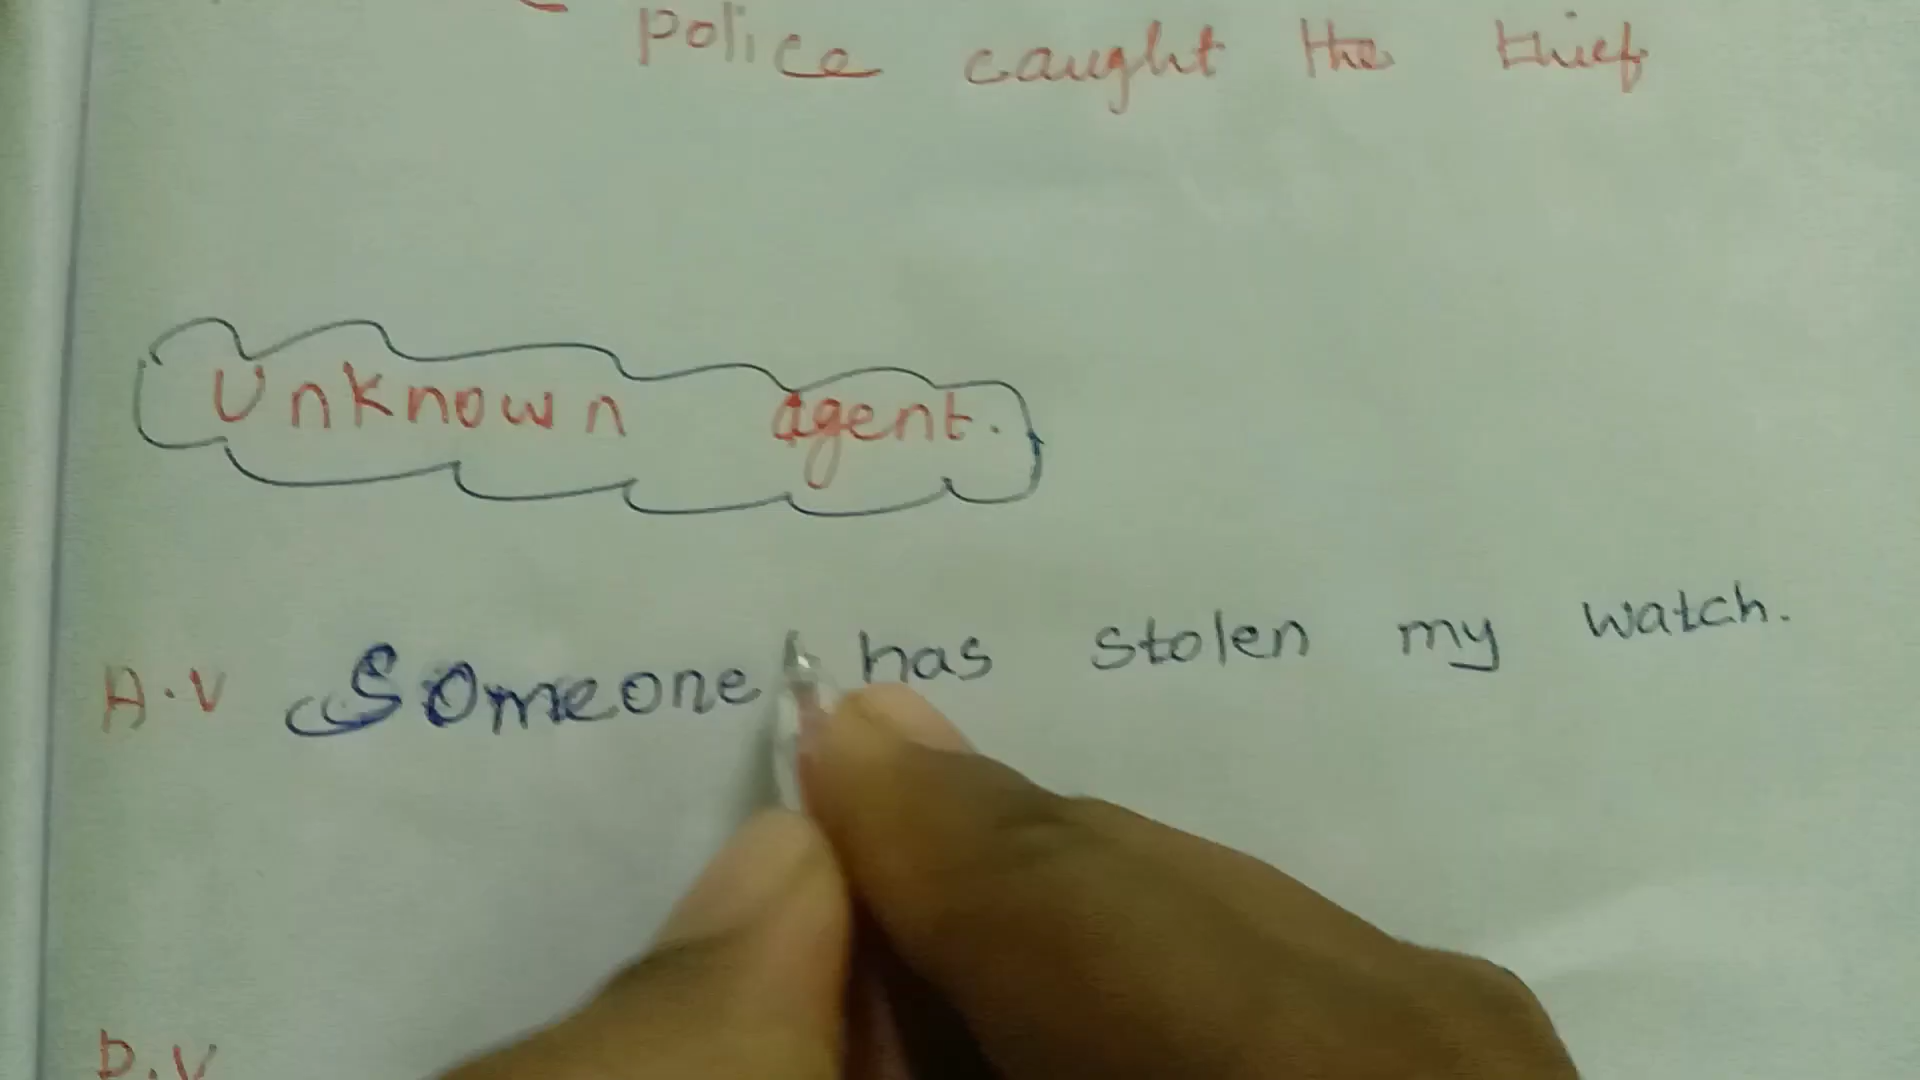 police caught the thief
Unknown agent.
A.V Someone has stolen my watch.
P.V